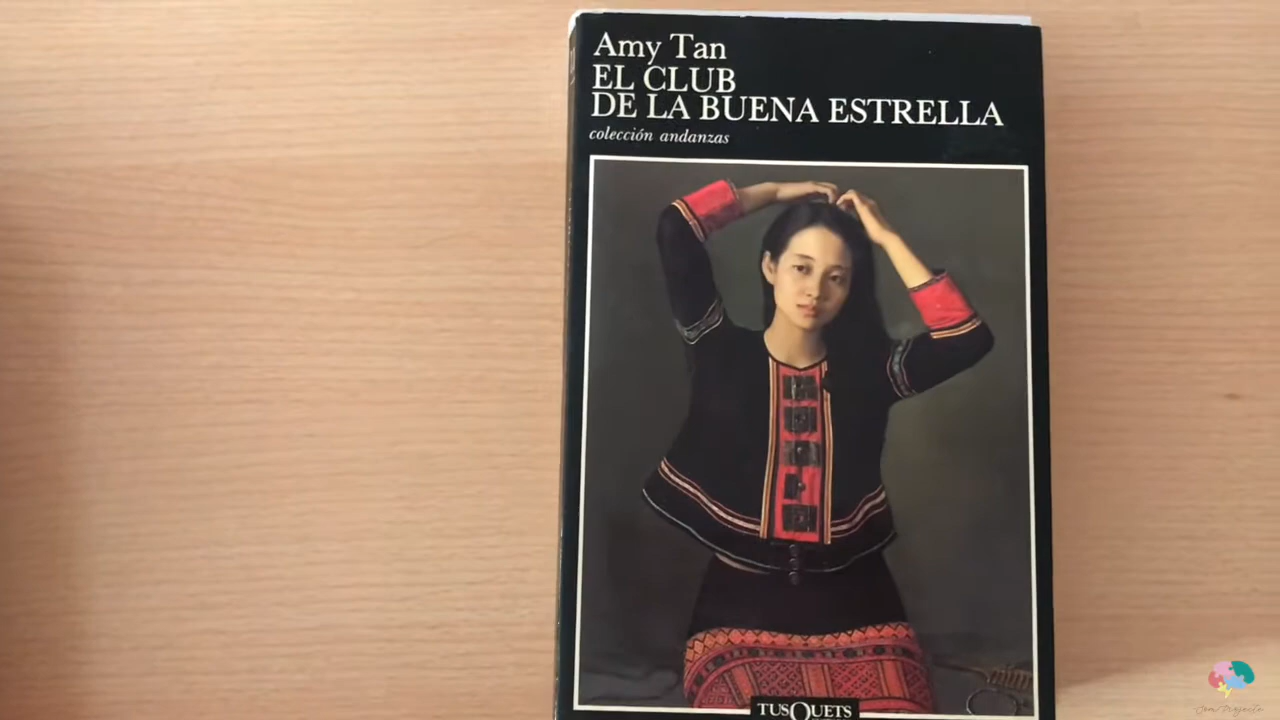 Amy Tan
EL CLUB
DE LA BUENA ESTRELLA
colección andanzas
TUSQUETS